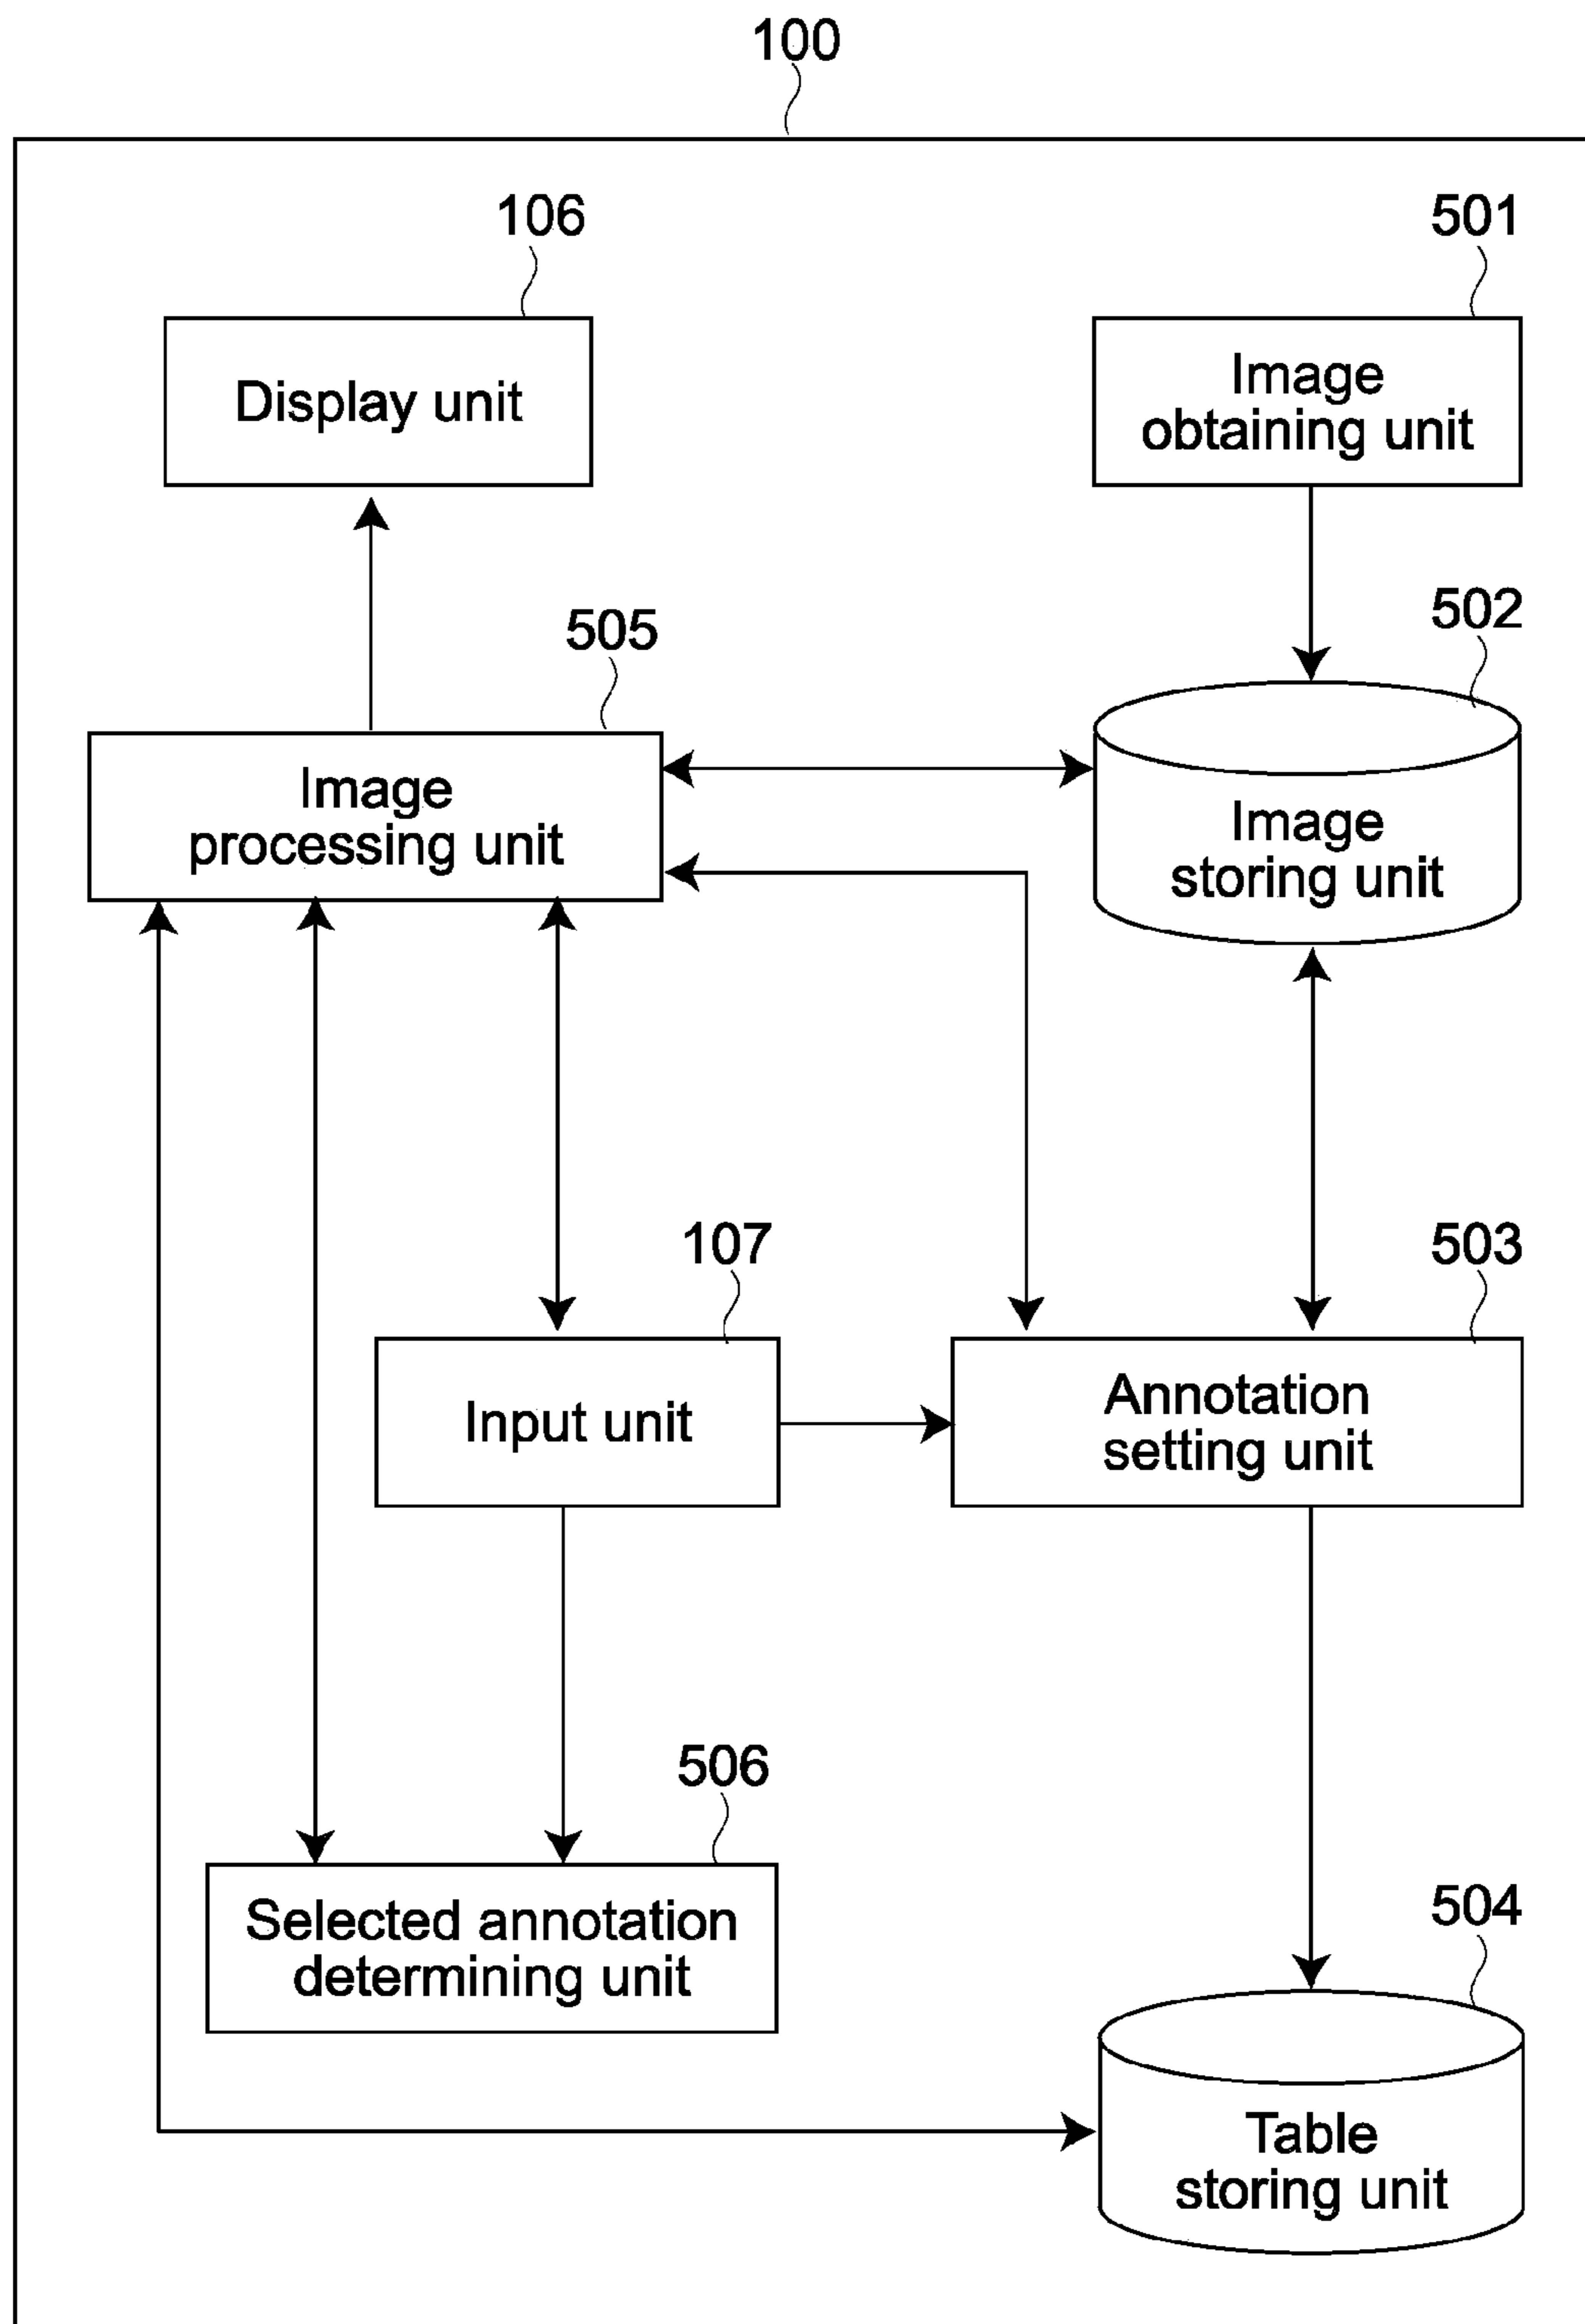 100
106
Display unit
501
Image
obtaining unit
505
Image
processing unit
502
Image
storing unit
107
Input unit
503
Annotation
setting unit
506
Selected annotation
determining unit
504
Table
storing unit